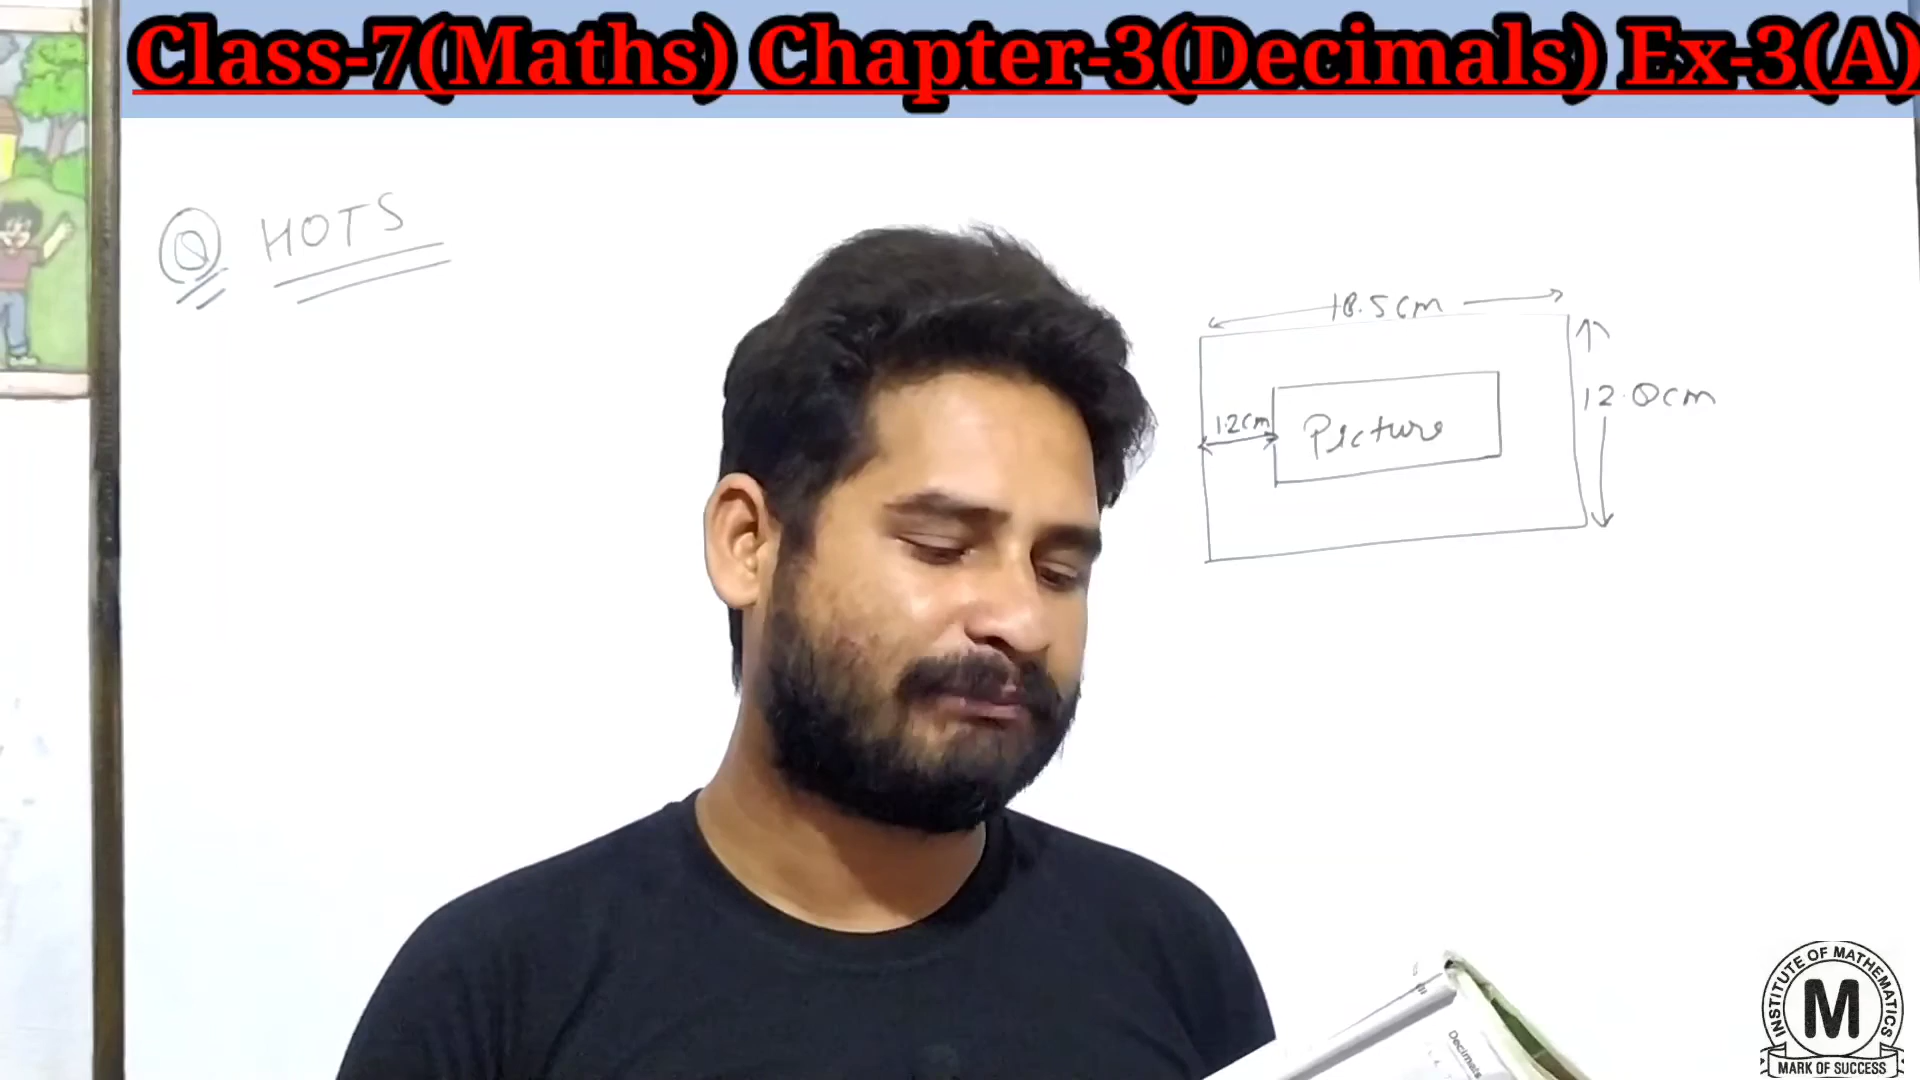 Class-7(Maths) Chapter-3(Decimals) Ex-3(A)
Q HOTS
18.5cm
12.0cm
1.2cm
Picture
Decimals
INSTITUTE OF MATHEMATICS
M
MARK OF SUCCESS